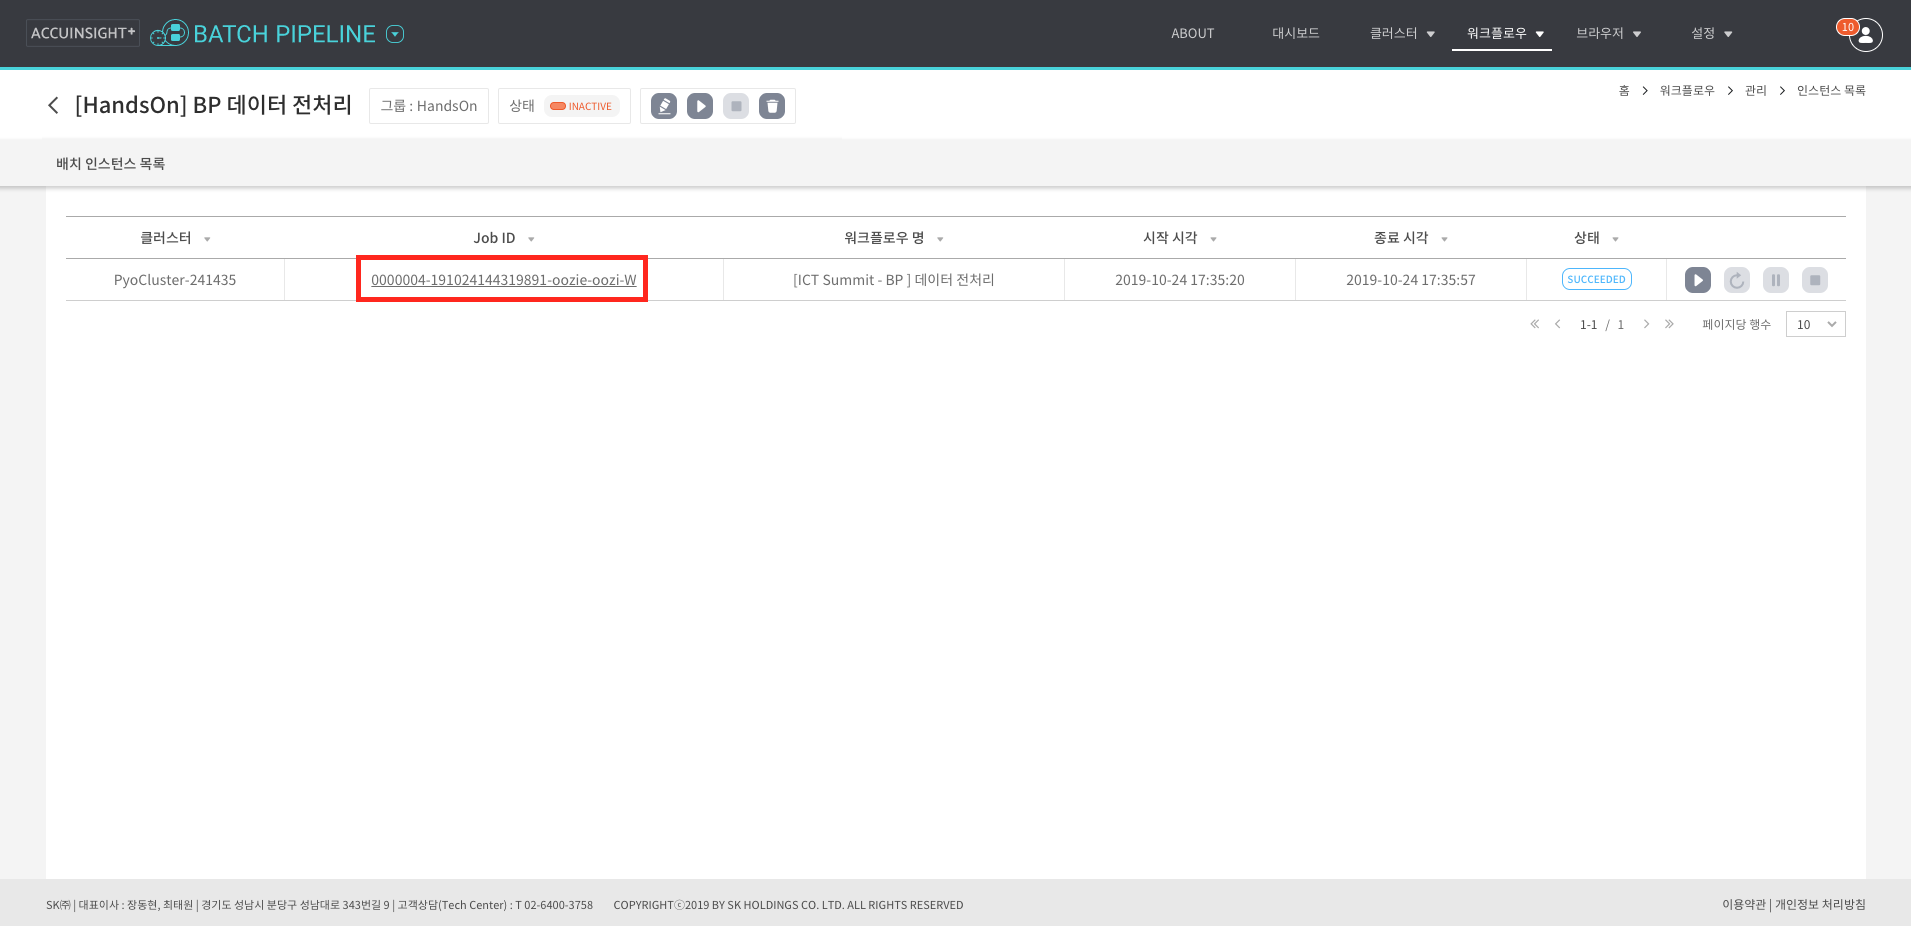 ACCUINSIGHT+ BATCH PIPELINE
ABOUT 대시보드 클러스터 워크플로우 브라우저 설정 10
[HandsOn] BP 데이터 전처리 그룹 : HandsOn 상태 INACTIVE
홈 워크플로우 관리 인스턴스 목록
배치 인스턴스 목록
클러스터 Job ID 워크플로우 명 시작 시각 종료 시각 상태
PyoCluster-241435 0000004-191024144319891-oozie-oozi-W [ICT Summit - BP ] 데이터 전처리 2019-10-24 17:35:20 2019-10-24 17:35:57 SUCCEEDED
1-1 / 1 페이지당 행수 10
SK㈜ | 대표이사 : 장동현, 최태원 | 경기도 성남시 분당구 성남대로 343번길 9 | 고객상담(Tech Center) : T 02-6400-3758 COPYRIGHTⓒ2019 BY SK HOLDINGS CO. LTD. ALL RIGHTS RESERVED
이용약관 | 개인정보 처리방침